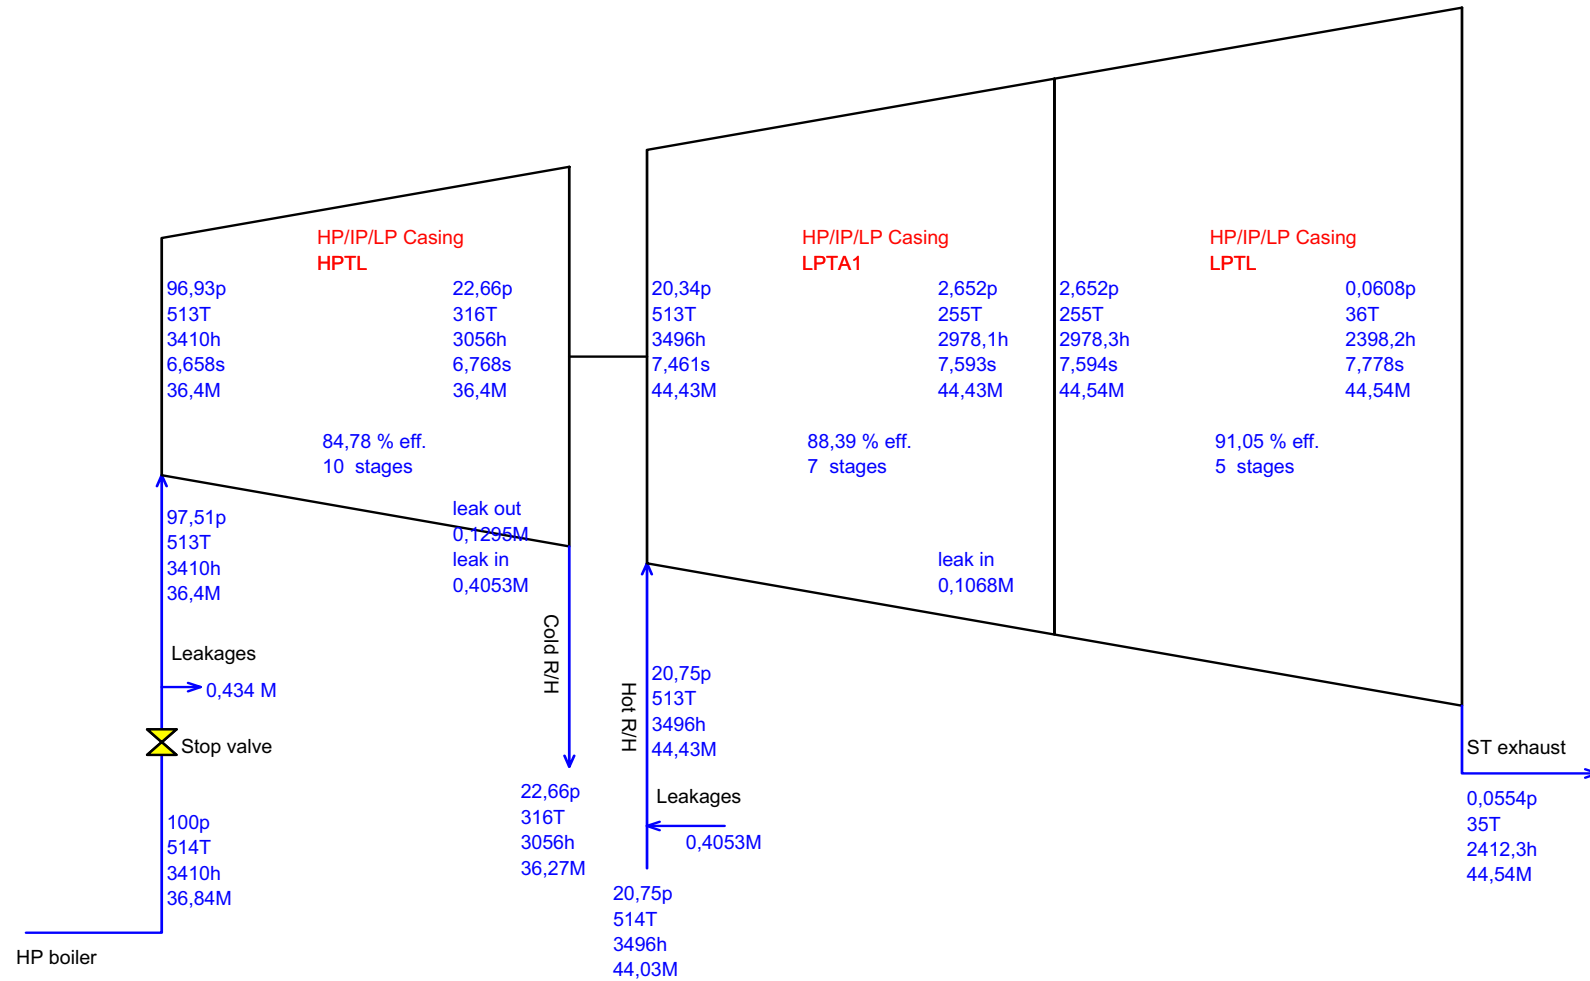 HP/IP/LP Casing
HPTL
96,93p
513T
3410h
6,658s
36,4M
22,66p
316T
3056h
6,768s
36,4M
84,78 % eff.
10 stages
leak out
0,1295M
leak in
0,4053M
97,51p
513T
3410h
36,4M
Leakages
0,434 M
Stop valve
100p
514T
3410h
36,84M
HP boiler
Cold R/H
22,66p
316T
3056h
36,27M
HP/IP/LP Casing
LPTA1
20,34p
513T
3496h
7,461s
44,43M
2,652p
255T
2978,1h
7,593s
44,43M
88,39 % eff.
7 stages
leak in
0,1068M
Hot R/H
20,75p
513T
3496h
44,43M
Leakages
0,4053M
20,75p
514T
3496h
44,03M
HP/IP/LP Casing
LPTL
2,652p
255T
2978,3h
7,594s
44,54M
0,0608p
36T
2398,2h
7,778s
44,54M
91,05 % eff.
5 stages
ST exhaust
0,0554p
35T
2412,3h
44,54M